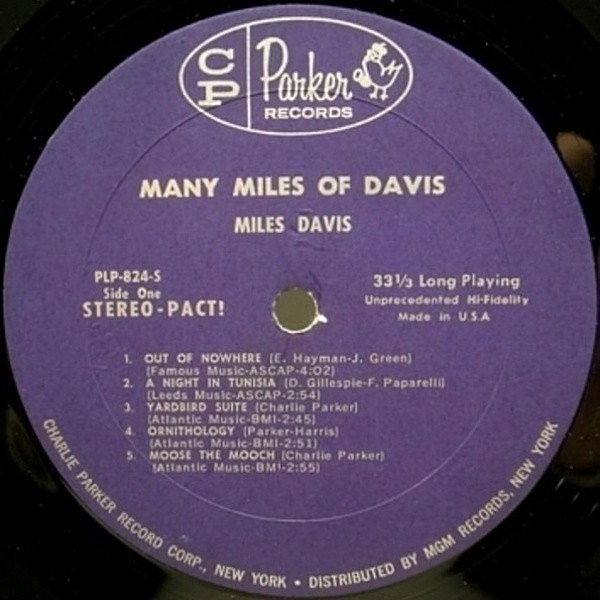 CP Parker
RECORDS
MANY MILES OF DAVIS
MILES DAVIS
PLP-824-S
Side One
STEREO-PACT!
33 1/3 Long Playing
Unprecedented Hi-Fidelity
Made in U.S.A
1. OUT OF NOWHERE (E. Hayman-J. Green)
(Famous Music-ASCAP-4:02)
2. A NIGHT IN TUNISIA (D. Gillespie-F. Paparelli)
(Leeds Music-ASCAP-2:54)
3. YARDBIRD SUITE (Charlie Parker)
(Atlantic Music-BMI-2:45)
4. ORNITHOLOGY (Parker-Harris)
(Atlantic Music-BMI-2:51)
5. MOOSE THE MOOCH (Charlie Parker)
(Atlantic Music-BMI-2:55)
CHARLIE PARKER RECORD CORP., NEW YORK • DISTRIBUTED BY MGM RECORDS, NEW YORK